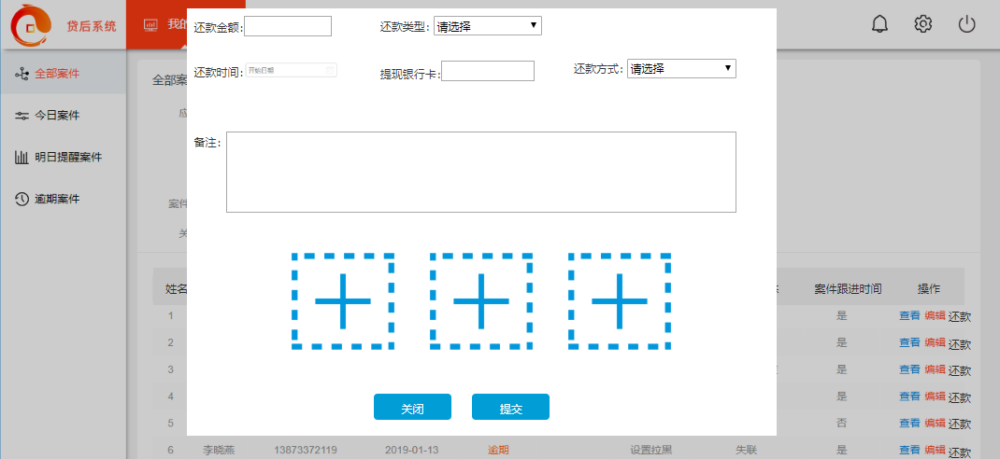 贷后系统
我的
全部案件
今日案件
明日提醒案件
逾期案件
还款金额:
还款类型: 请选择
还款时间: 开始日期
提现银行卡:
还款方式: 请选择
备注:
关闭
提交
全部案
应
案件
关
姓名
案件跟进时间
操作
1 是 查看 编辑 还款
2 是 查看 编辑 还款
3 是 查看 编辑 还款
4 是 查看 编辑 还款
5 否 查看 编辑 还款
6 李晓燕 13873372119 2019-01-13 逾期 设置拉黑 失联 是 查看 编辑 还款